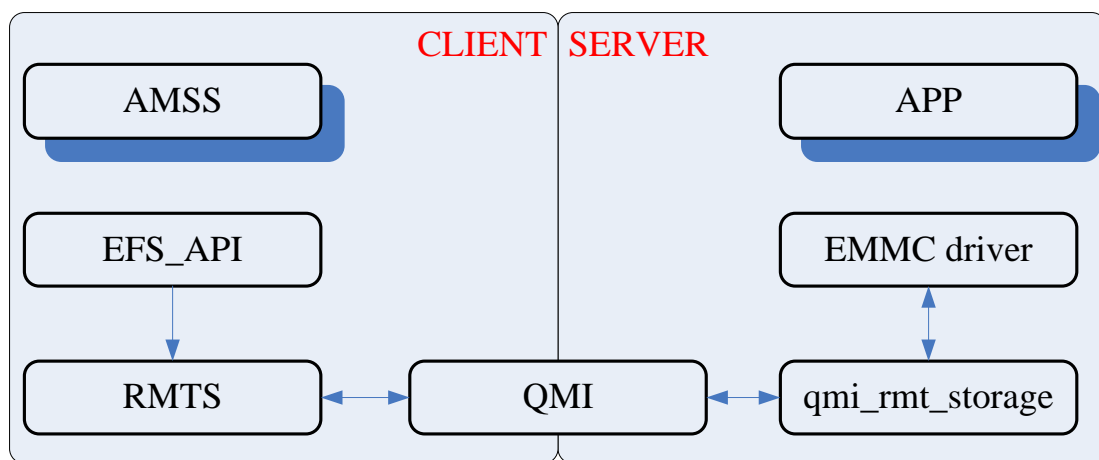 CLIENT SERVER
AMSS APP
EFS_API EMMC driver
RMTS QMI qmi_rmt_storage